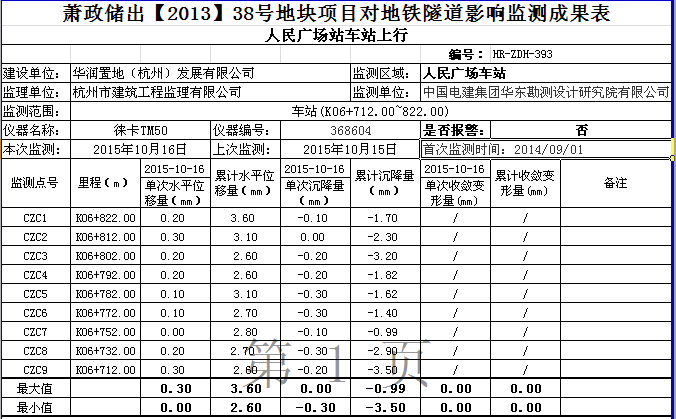 萧政储出【2013】38号地块项目对地铁隧道影响监测成果表
人民广场站车站上行
编号： HR-ZDH-393
建设单位： 华润置地（杭州）发展有限公司 监测区域： 人民广场车站
监理单位： 杭州市建筑工程监理有限公司 监测单位： 中国电建集团华东勘测设计研究院有限公司
监测范围： 车站(K06+712.00~822.00)
仪器名称： 徕卡TM50 仪器编号： 368604 是否报警： 否
本次监测： 2015年10月16日 上次监测： 2015年10月15日 首次监测时间：2014/09/01
监测点号 里程（m） 2015-10-16 单次水平位移量（mm） 累计水平位移量（mm） 2015-10-16 单次沉降量（mm） 累计沉降量（mm） 2015-10-16 单次收敛变形量（mm） 累计收敛变形量（mm） 备注
CZC1 K06+822.00 0.20 3.60 -0.10 -1.70 / /
CZC2 K06+812.00 0.30 3.10 0.00 -2.30 / /
CZC3 K06+802.00 0.20 2.60 -0.20 -3.20 / /
CZC4 K06+792.00 0.20 2.60 -0.20 -1.82 / /
CZC5 K06+782.00 0.10 3.10 -0.30 -1.62 / /
CZC6 K06+772.00 0.10 2.70 -0.30 -1.40 / /
CZC7 K06+752.00 0.00 2.80 -0.10 -0.99 / /
CZC8 K06+732.00 0.20 2.70 -0.30 -2.90 / /
CZC9 K06+712.00 0.30 2.60 -0.20 -3.50 / /
第 1 页
最大值 0.30 3.60 0.00 -0.99 0.00 0.00
最小值 0.00 2.60 -0.30 -3.50 0.00 0.00